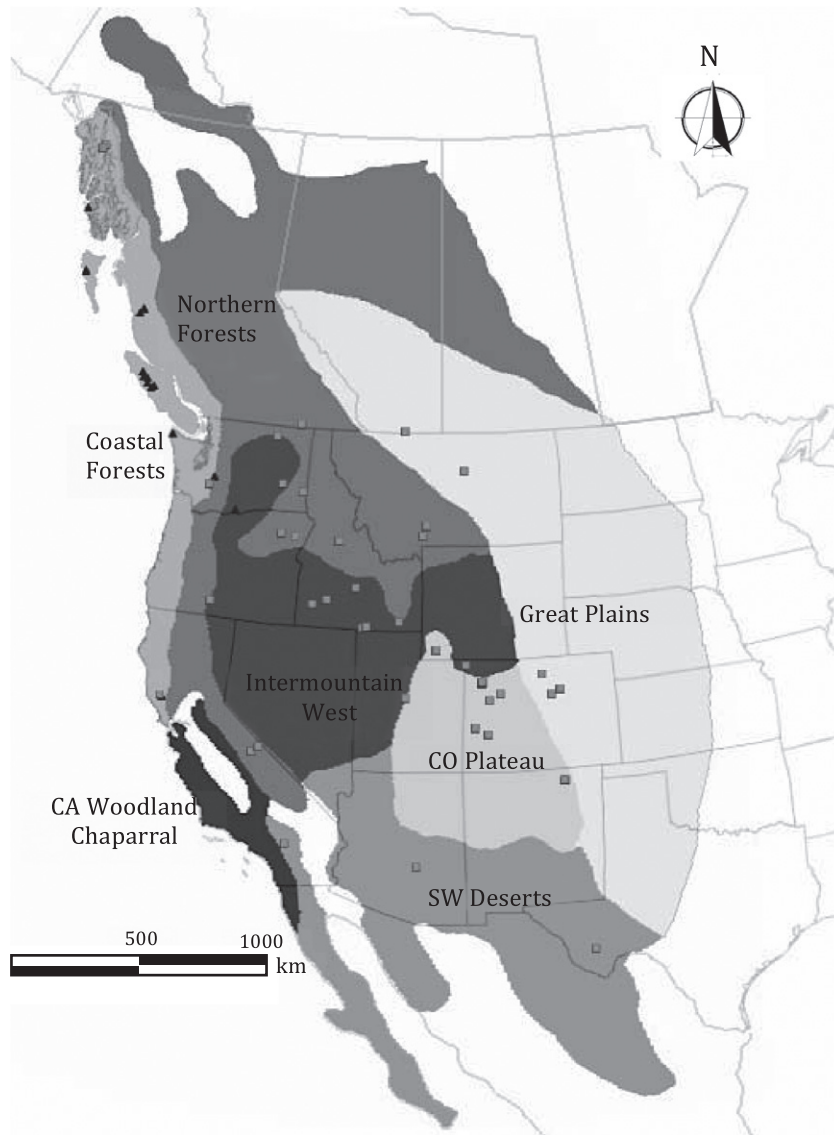 N
Northern
Forests
Coastal
Forests
Great Plains
Intermountain
West
CO Plateau
CA Woodland
Chaparral
SW Deserts
500
1000
km